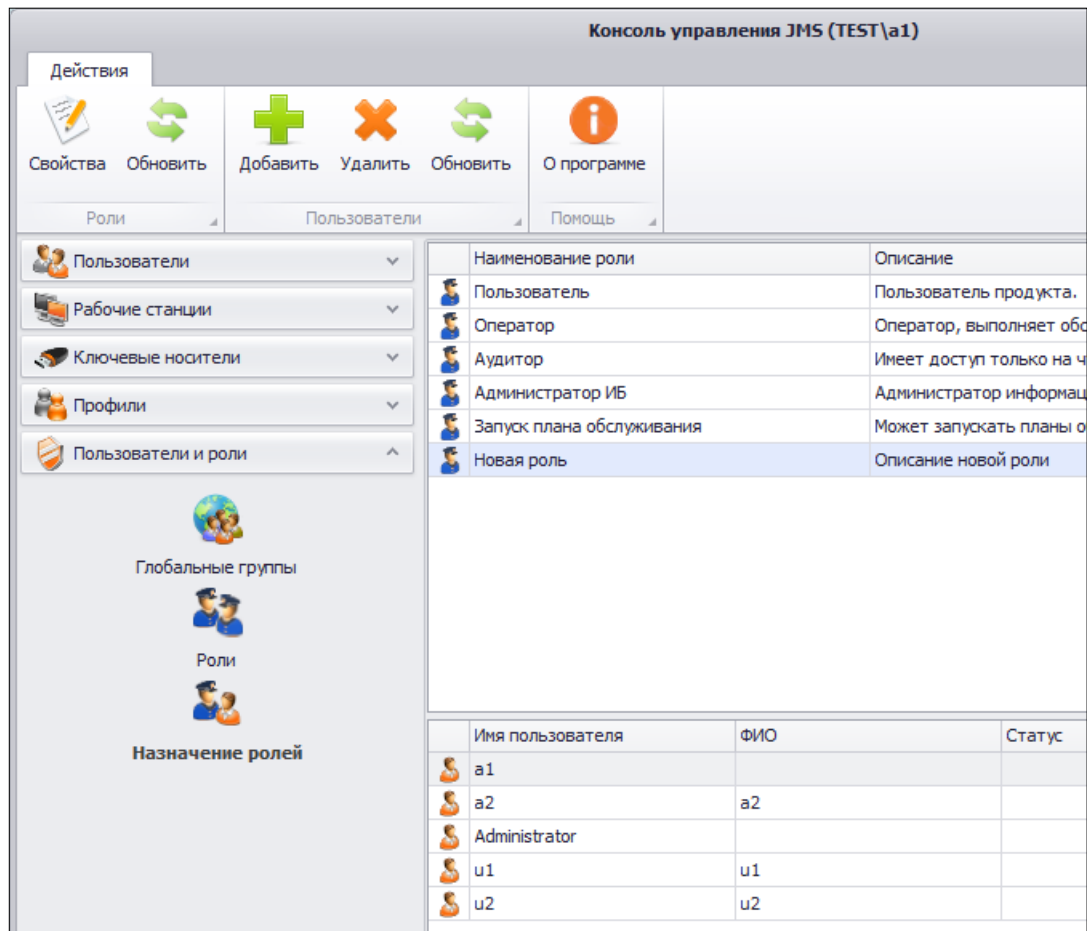 Консоль управления JMS (TEST\a1)
Действия
Свойства Обновить Добавить Удалить Обновить О программе
Роли Пользователи Помощь
Пользователи
Рабочие станции
Ключевые носители
Профили
Пользователи и роли
Глобальные группы
Роли
Назначение ролей
Наименование роли Описание
Пользователь Пользователь продукта.
Оператор Оператор, выполняет обс
Аудитор Имеет доступ только на ч
Администратор ИБ Администратор информац
Запуск плана обслуживания Может запускать планы о
Новая роль Описание новой роли
Имя пользователя ФИО Статус
a1
a2 a2
Administrator
u1 u1
u2 u2